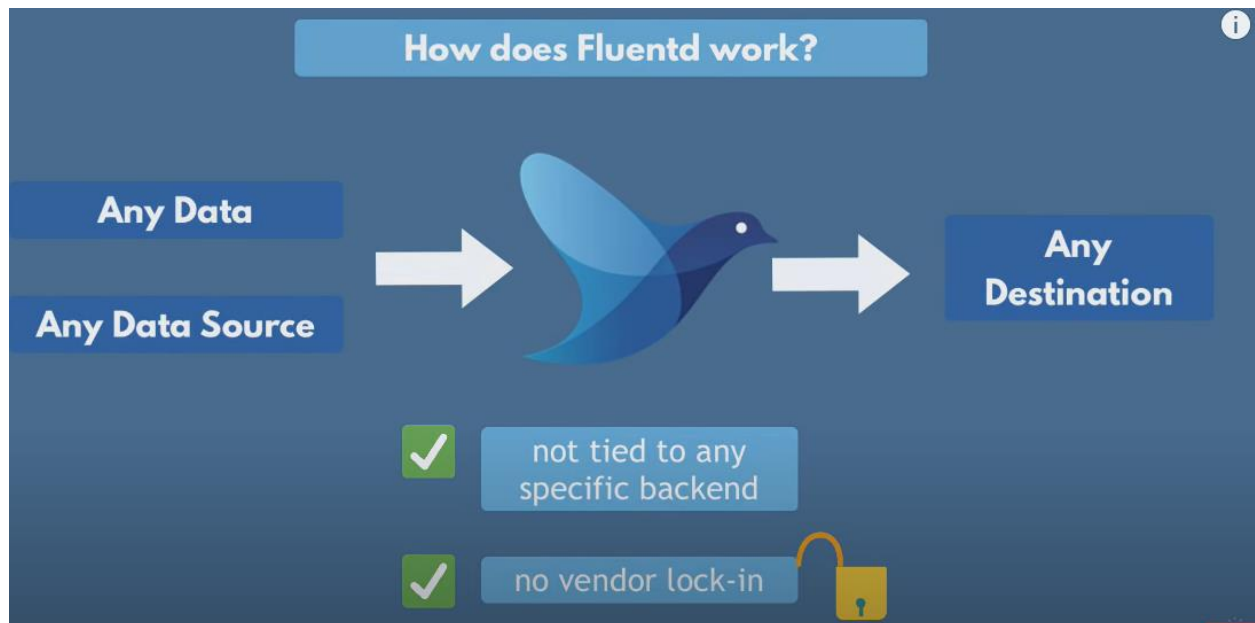 How does Fluentd work?
i
Any Data
Any Data Source
Any
Destination
not tied to any
specific backend
no vendor lock-in